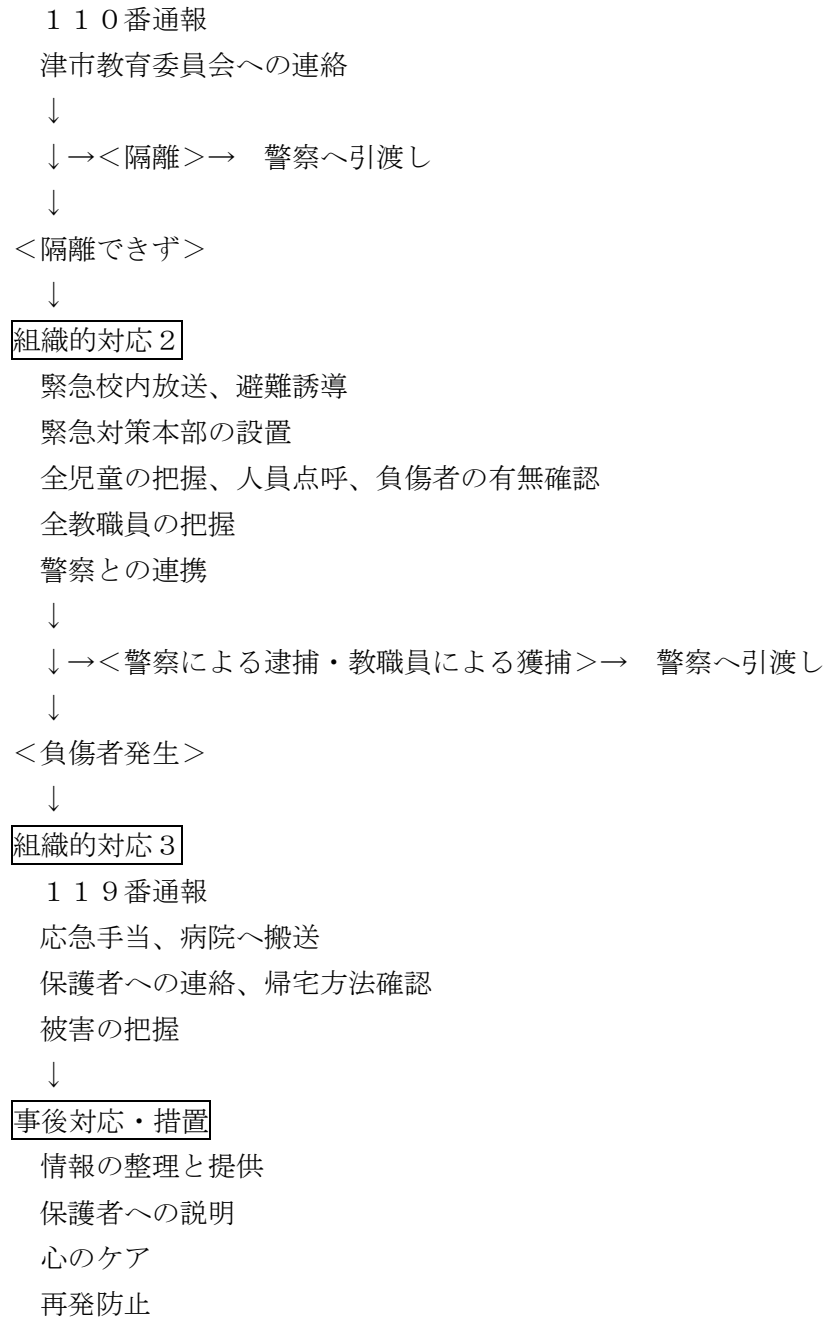 １１０番通報
津市教育委員会への連絡
↓
↓→＜隔離＞→　警察へ引渡し
↓
＜隔離できず＞
↓
組織的対応２
緊急校内放送、避難誘導
緊急対策本部の設置
全児童の把握、人員点呼、負傷者の有無確認
全教職員の把握
警察との連携
↓
↓→＜警察による逮捕・教職員による獲捕＞→　警察へ引渡し
↓
＜負傷者発生＞
↓
組織的対応３
１１９番通報
応急手当、病院へ搬送
保護者への連絡、帰宅方法確認
被害の把握
↓
事後対応・措置
情報の整理と提供
保護者への説明
心のケア
再発防止